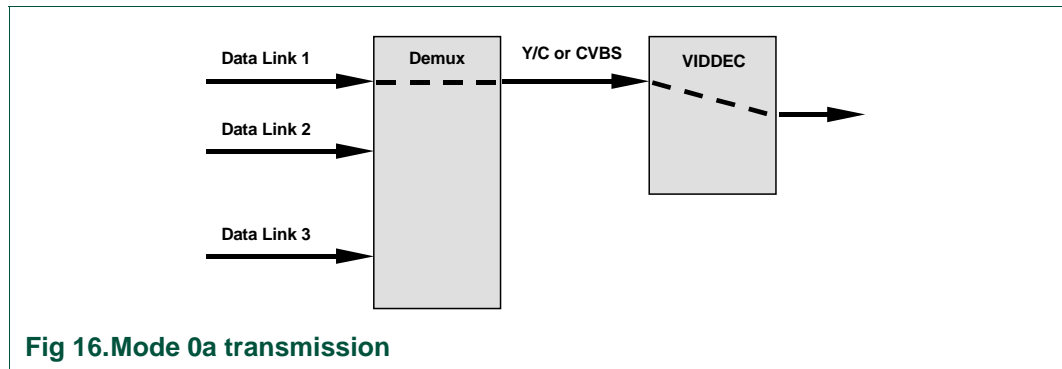 Data Link 1
Demux
Y/C or CVBS
VIDDEC
Data Link 2
Data Link 3
Fig 16.Mode 0a transmission